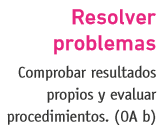 Resolver
problemas
Comprobar resultados
propios y evaluar
procedimientos. (OA b)